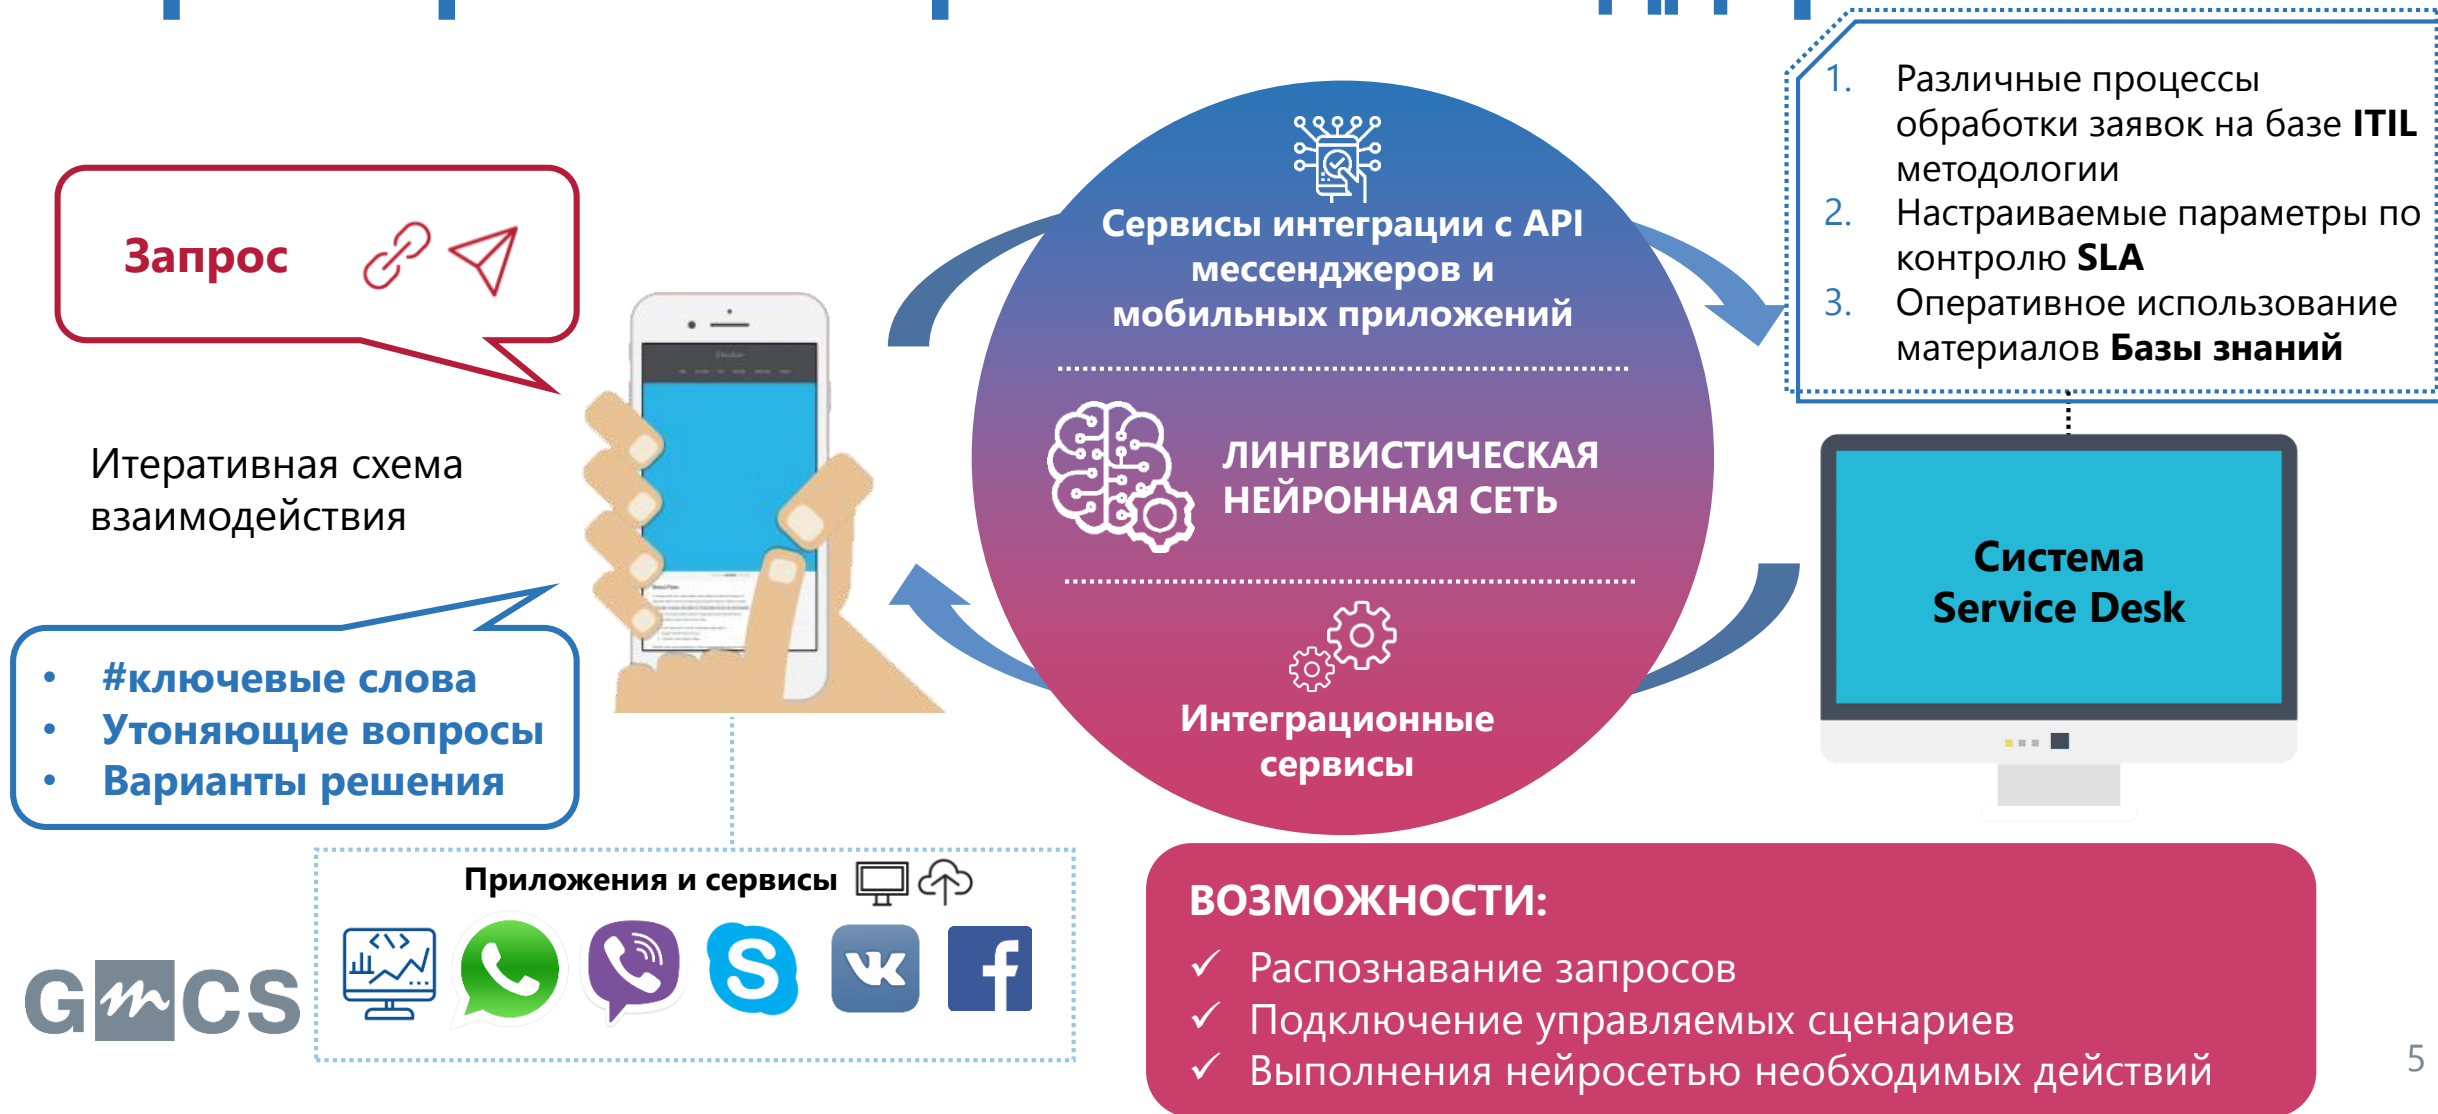 Запрос
Итеративная схема
взаимодействия
• #ключевые слова
• Утоняющие вопросы
• Варианты решения
Приложения и сервисы
GmCS
Сервисы интеграции с API
мессенджеров и
мобильных приложений
ЛИНГВИСТИЧЕСКАЯ
НЕЙРОННАЯ СЕТЬ
Интеграционные
сервисы
1. Различные процессы
обработки заявок на базе ITIL
методологии
2. Настраиваемые параметры по
контролю SLA
3. Оперативное использование
материалов Базы знаний
Система
Service Desk
ВОЗМОЖНОСТИ:
✓ Распознавание запросов
✓ Подключение управляемых сценариев
✓ Выполнения нейросетью необходимых действий
5